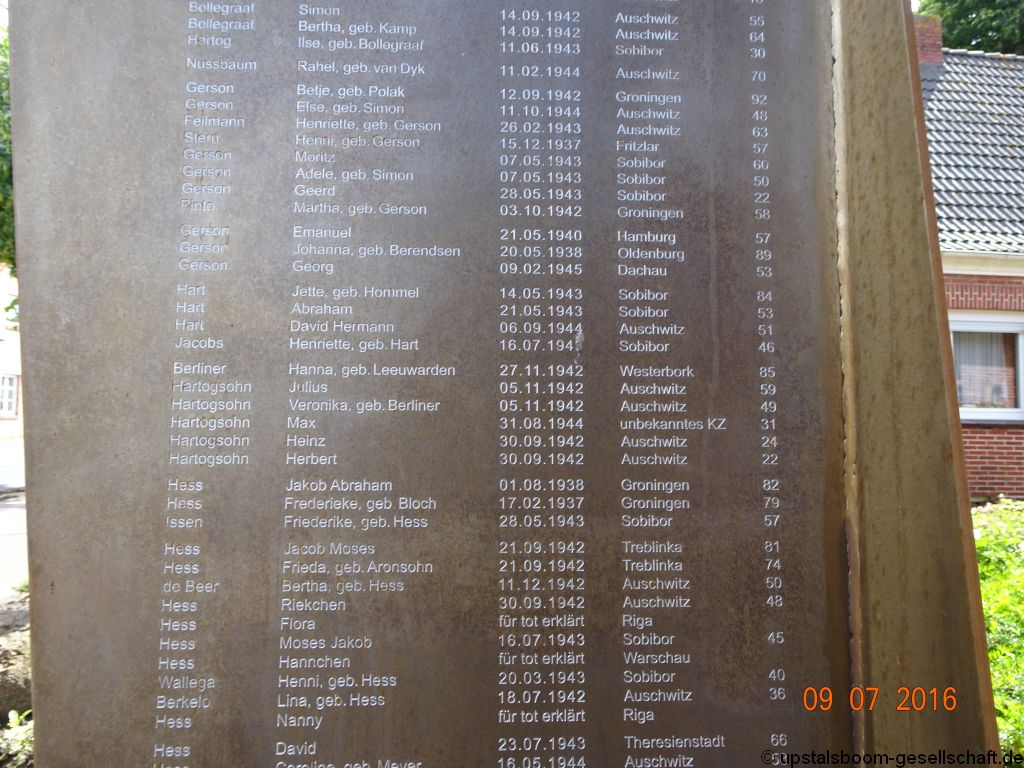 Bollegraaf Simon 14.09.1942 Auschwitz 55
Bollegraaf Bertha, geb. Kamp 14.09.1942 Auschwitz 64
Hartog Ilse, geb. Bollegraaf 11.06.1943 Sobibor 30
Nussbaum Rahel, geb. van Dyk 11.02.1944 Auschwitz 70
Gerson Betje, geb. Polak 12.09.1942 Groningen 92
Gerson Else, geb. Simon 11.10.1944 Auschwitz 48
Feilmann Henriette, geb. Gerson 26.02.1943 Auschwitz 63
Stern Henni, geb. Gerson 15.12.1937 Fritzlar 57
Gerson Moritz 07.05.1943 Sobibor 60
Gerson Adele, geb. Simon 07.05.1943 Sobibor 50
Gerson Geerd 28.05.1943 Sobibor 22
Pinto Martha, geb. Gerson 03.10.1942 Groningen 58
Gerson Emanuel 21.05.1940 Hamburg 57
Gerson Johanna, geb. Berendsen 20.05.1938 Oldenburg 89
Gerson Georg 09.02.1945 Dachau 53
Hart Jette, geb. Hommel 14.05.1943 Sobibor 84
Hart Abraham 21.05.1943 Sobibor 53
Hart David Hermann 06.09.1944 Auschwitz 51
Jacobs Henriette, geb. Hart 16.07.1943 Sobibor 46
Berliner Hanna, geb. Leeuwarden 27.11.1942 Westerbork 85
Hartogsohn Julius 05.11.1942 Auschwitz 59
Hartogsohn Veronika, geb. Berliner 05.11.1942 Auschwitz 49
Hartogsohn Max 31.08.1944 unbekanntes KZ 31
Hartogsohn Heinz 30.09.1942 Auschwitz 24
Hartogsohn Herbert 30.09.1942 Auschwitz 22
Hess Jakob Abraham 01.08.1938 Groningen 82
Hess Frederieke, geb. Bloch 17.02.1937 Groningen 79
Issen Friederike, geb. Hess 28.05.1943 Sobibor 57
Hess Jacob Moses 21.09.1942 Treblinka 81
Hess Frieda, geb. Aronsohn 21.09.1942 Treblinka 74
de Beer Bertha, geb. Hess 11.12.1942 Auschwitz 50
Hess Riekchen 30.09.1942 Auschwitz 48
Hess Flora für tot erklärt Riga
Hess Moses Jakob 16.07.1943 Sobibor 45
Hess Hannchen für tot erklärt Warschau
Wallega Henni, geb. Hess 20.03.1943 Sobibor 40
Berkelo Lina, geb. Hess 18.07.1942 Auschwitz 36
Hess Nanny für tot erklärt Riga
Hess David 23.07.1943 Theresienstadt 66
Hess Caroline, geb. Meyer 16.05.1944 Auschwitz
09 07 2016
©upstalsboom-gesellschaft.de